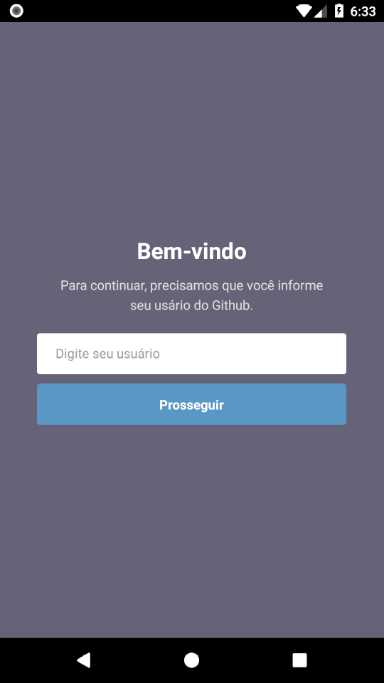 6:33
Bem-vindo
Para continuar, precisamos que você informe
seu usário do Github.
Digite seu usuário
Prosseguir